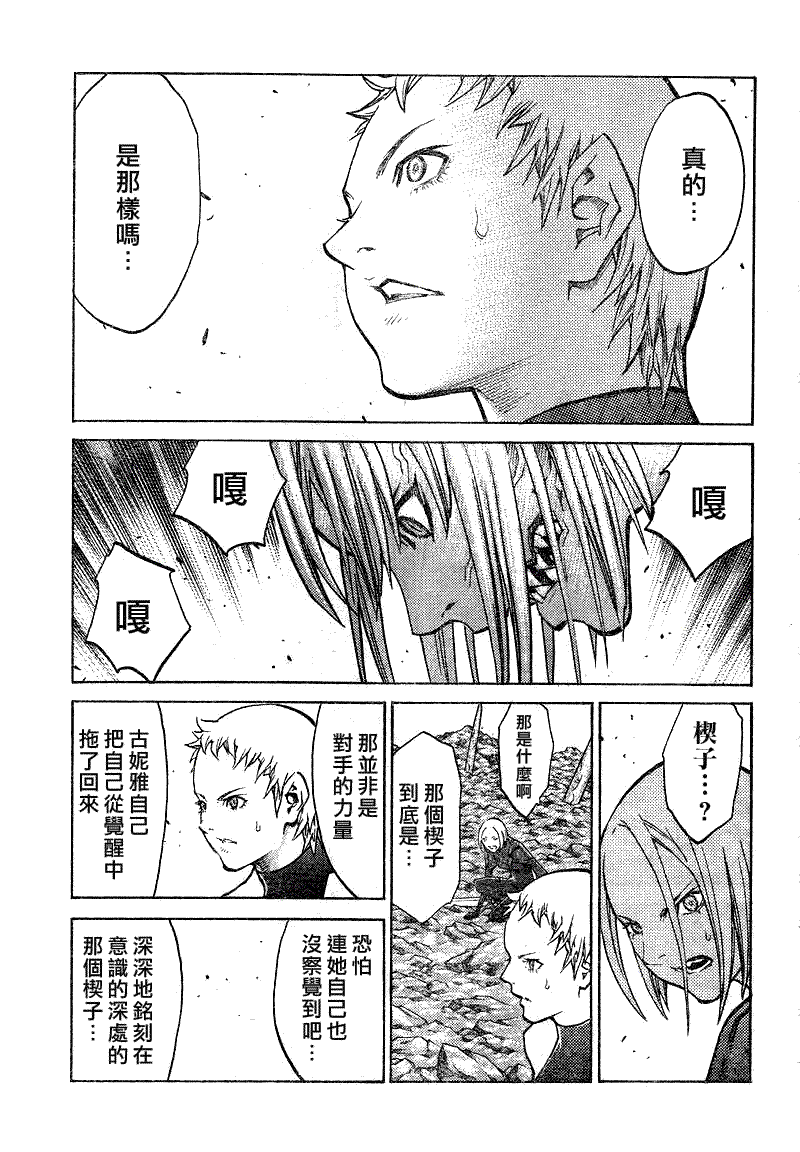 真的…
是那樣嗎…
嘎
嘎
嘎
楔子…？
那是什麼啊
那個楔子
到底是…
那並非是
對手的力量
古妮雅自己
把自己從覺醒中
拖了回來
恐怕
連她自己也
沒察覺到吧…
深深地銘刻在
意識的深處的
那個楔子…